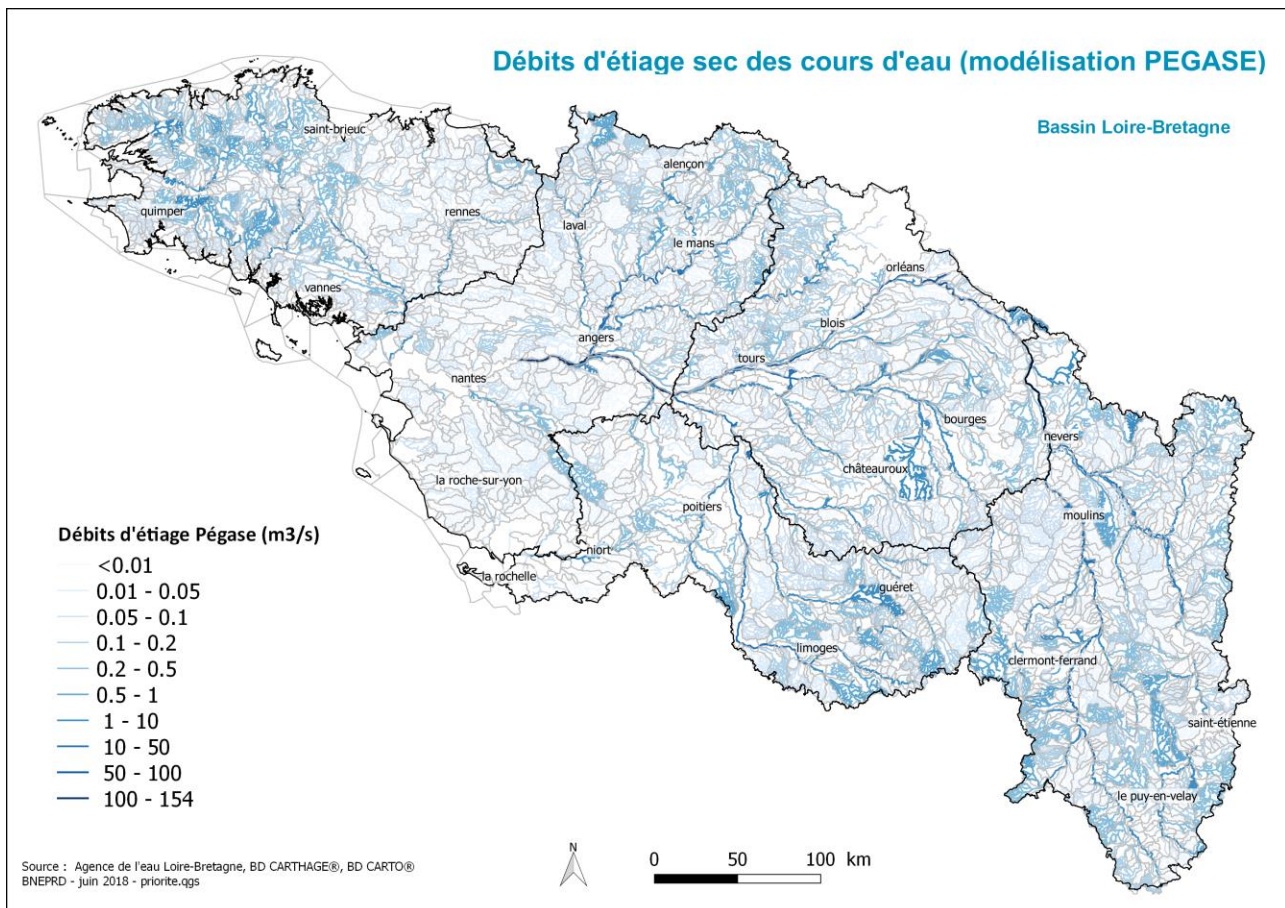 Débits d'étiage sec des cours d'eau (modélisation PEGASE)
Bassin Loire-Bretagne
saint-brieuc
alençon
quimper
rennes
laval
le mans
orléans
vannes
blois
angers
tours
nantes
bourges
nevers
châteauroux
la roche-sur-yon
poitiers
moulins
niort
la rochelle
guéret
limoges
clermont-ferrand
saint-étienne
le puy-en-velay
Débits d'étiage Pégase (m3/s)
<0.01
0.01 - 0.05
0.05 - 0.1
0.1 - 0.2
0.2 - 0.5
0.5 - 1
1 - 10
10 - 50
50 - 100
100 - 154
N
0 50 100 km
Source : Agence de l'eau Loire-Bretagne, BD CARTHAGE®, BD CARTO®
BNEPRD - juin 2018 - priorite.qgs